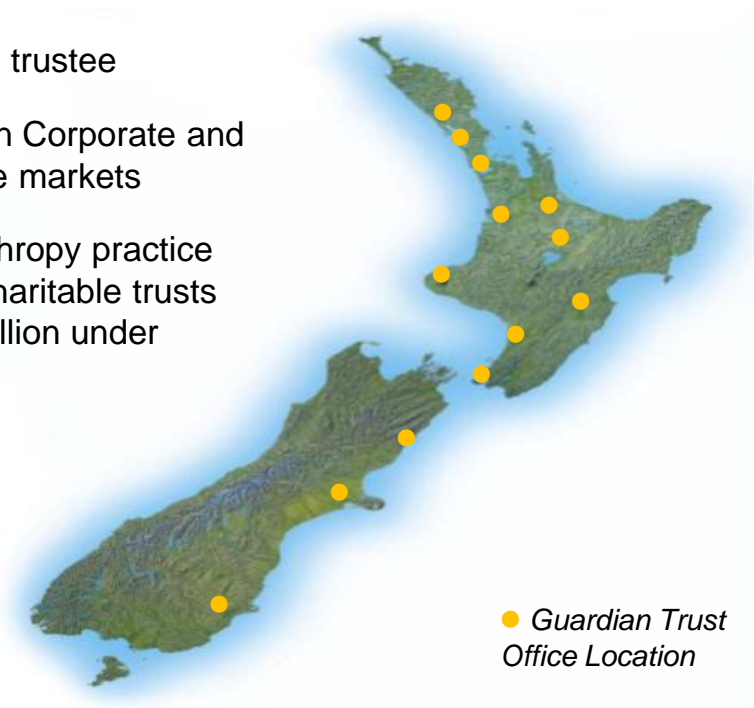 trustee
n Corporate and
e markets
hropy practice
haritable trusts
llion under
Guardian Trust
Office Location